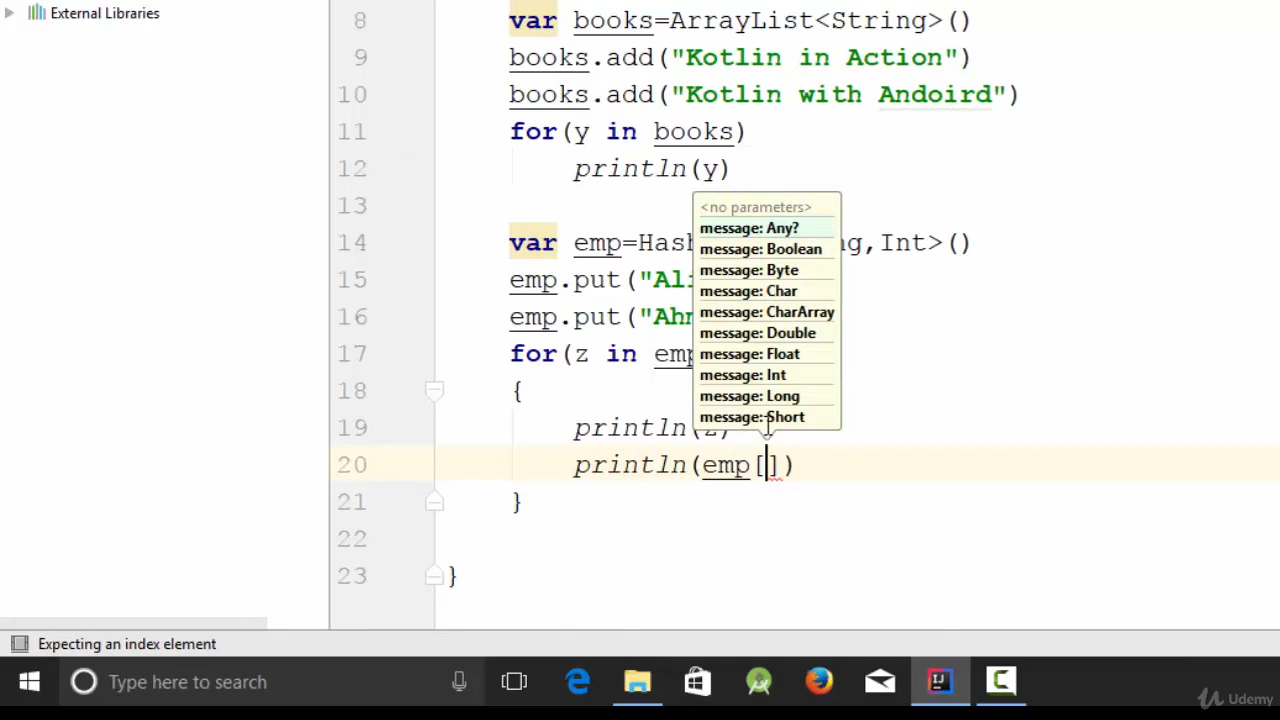 External Libraries
8 var books=ArrayList<String>()
9 books.add("Kotlin in Action")
10 books.add("Kotlin with Andoird")
11 for(y in books)
12 println(y)
13 <no parameters>
message: Any?
14 var emp=Hash message: Boolean g,Int>()
15 emp.put("Ali message: Byte
message: Char
16 emp.put("Ahm message: CharArray
message: Double
17 for(z in emp message: Float
message: Int
18 { message: Long
message: Short
19 println(z)
20 println(emp[])
21 }
22
23 }
Expecting an index element
Type here to search
Udemy